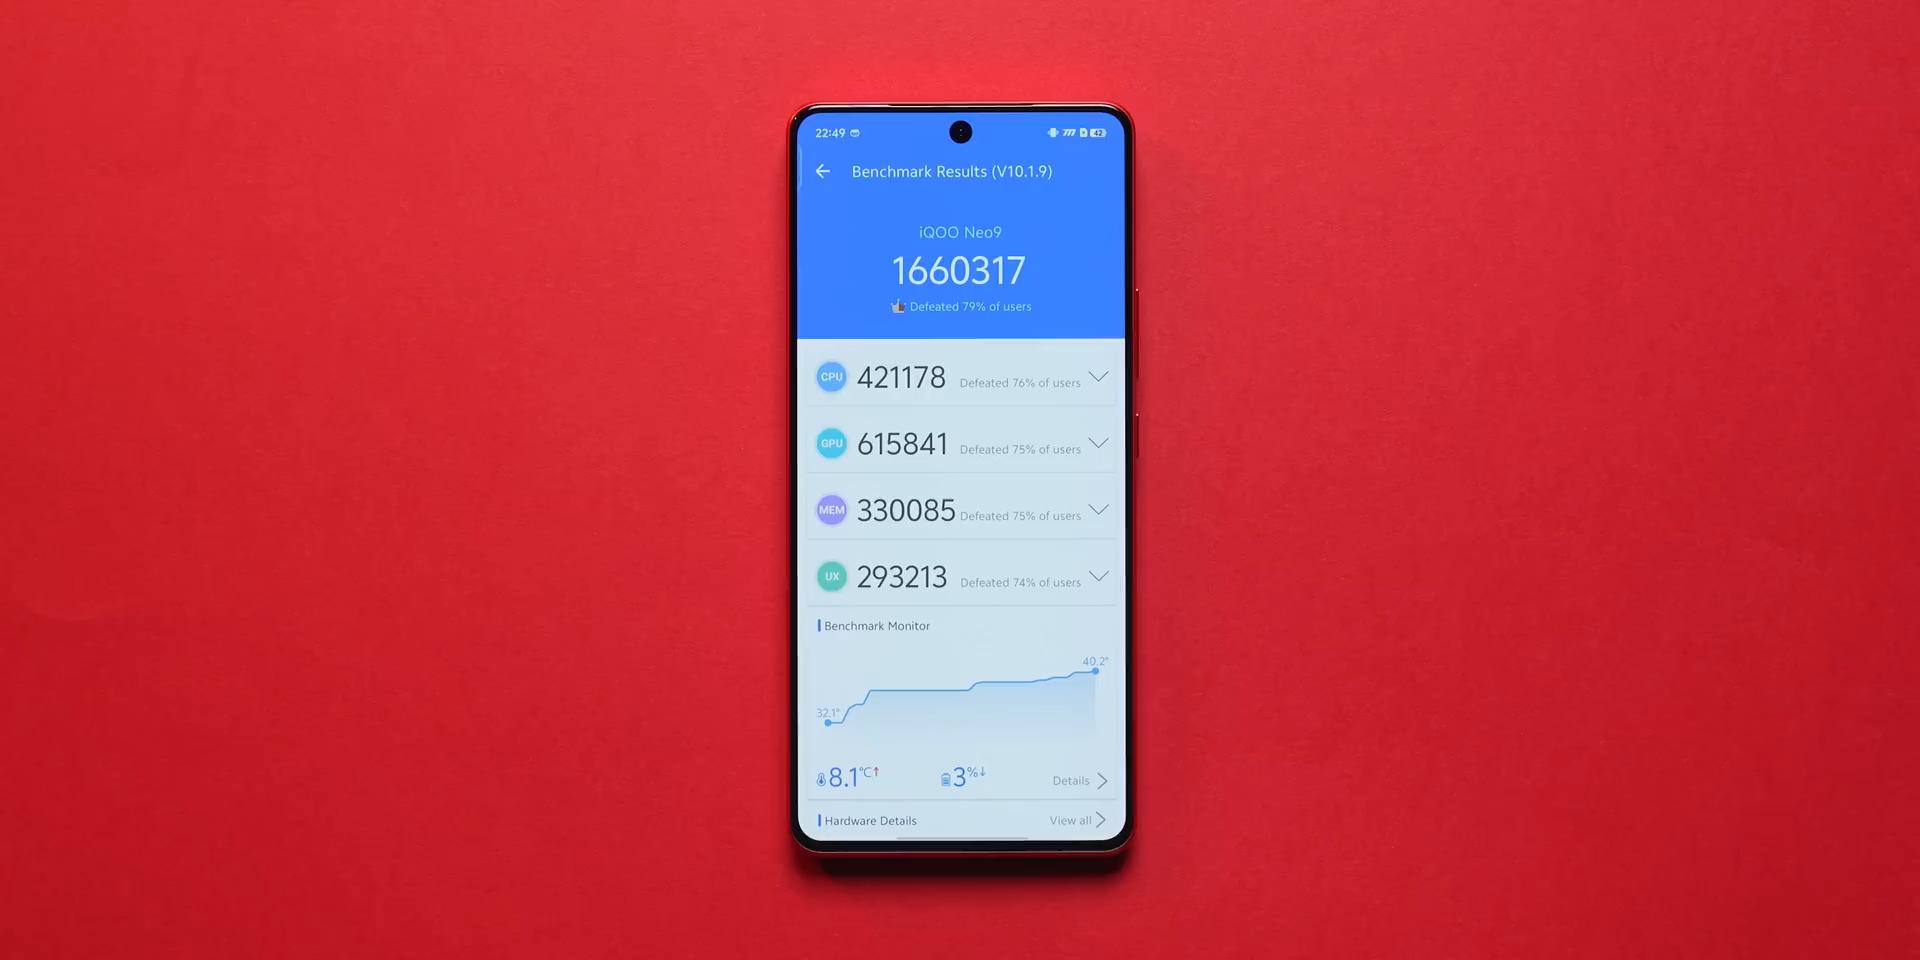 22:49 42
Benchmark Results (V10.1.9)
iQOO Neo9
1660317
Defeated 79% of users
CPU 421178 Defeated 76% of users
GPU 615841 Defeated 75% of users
MEM 330085 Defeated 75% of users
UX 293213 Defeated 74% of users
Benchmark Monitor
40.2°
32.1°
8.1°C↑ 3%↓ Details
Hardware Details View all